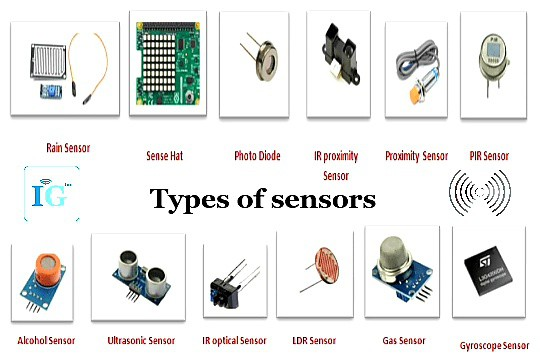 Rain Sensor
Sense Hat
Photo Diode
IR proximity
Sensor
Proximity Sensor
PIR Sensor
IG
Types of sensors
Alcohol Sensor
Ultrasonic Sensor
IR optical Sensor
LDR Sensor
Gas Sensor
Gyroscope Sensor